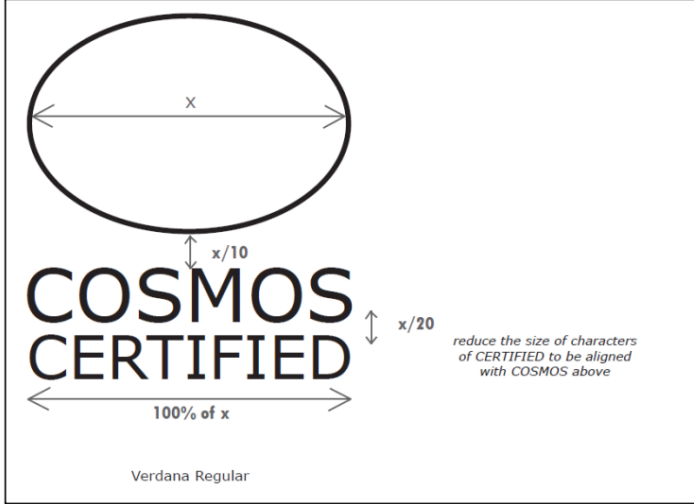 x
x/10
COSMOS
x/20
CERTIFIED
reduce the size of characters
of CERTIFIED to be aligned
with COSMOS above
100% of x
Verdana Regular